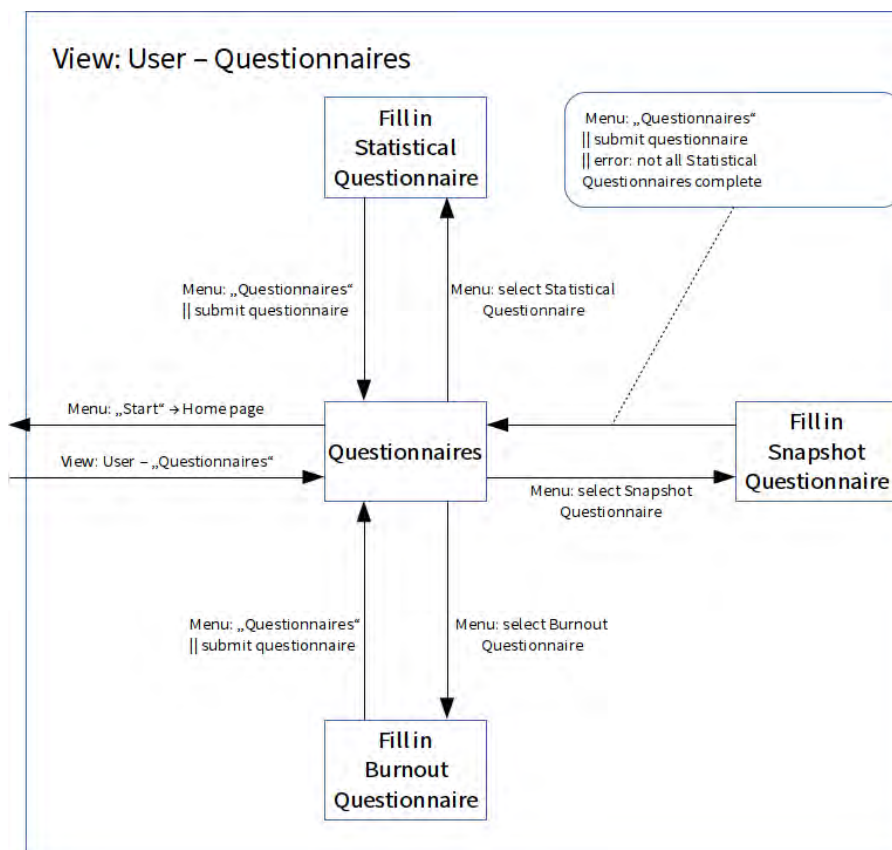 View: User – Questionnaires
Fill in
Statistical
Questionnaire
Menu: „Questionnaires“
|| submit questionnaire
|| error: not all Statistical
Questionnaires complete
Menu: „Questionnaires“
|| submit questionnaire
Menu: select Statistical
Questionnaire
Menu: „Start“ → Home page
View: User – „Questionnaires“
Questionnaires
Fill in
Snapshot
Questionnaire
Menu: select Snapshot
Questionnaire
Menu: „Questionnaires“
|| submit questionnaire
Menu: select Burnout
Questionnaire
Fill in
Burnout
Questionnaire